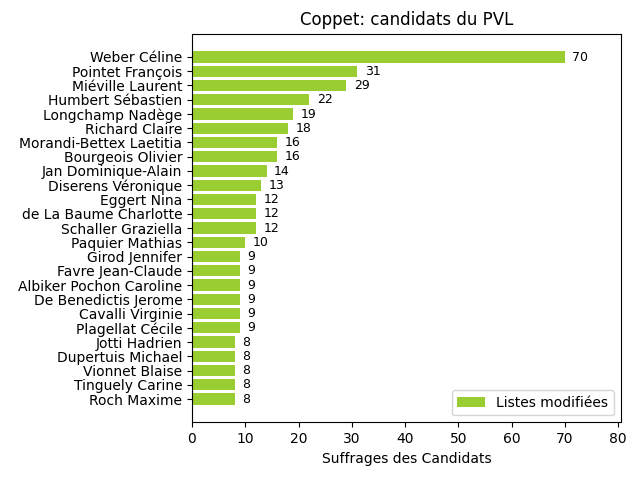 Coppet: candidats du PVL
Weber Céline 70
Pointet François 31
Miéville Laurent 29
Humbert Sébastien 22
Longchamp Nadège 19
Richard Claire 18
Morandi-Bettex Laetitia 16
Bourgeois Olivier 16
Jan Dominique-Alain 14
Diserens Véronique 13
Eggert Nina 12
de La Baume Charlotte 12
Schaller Graziella 12
Paquier Mathias 10
Girod Jennifer 9
Favre Jean-Claude 9
Albiker Pochon Caroline 9
De Benedictis Jerome 9
Cavalli Virginie 9
Plagellat Cécile 9
Jotti Hadrien 8
Dupertuis Michael 8
Vionnet Blaise 8
Tinguely Carine 8
Roch Maxime 8
Listes modifiées
0 10 20 30 40 50 60 70 80
Suffrages des Candidats